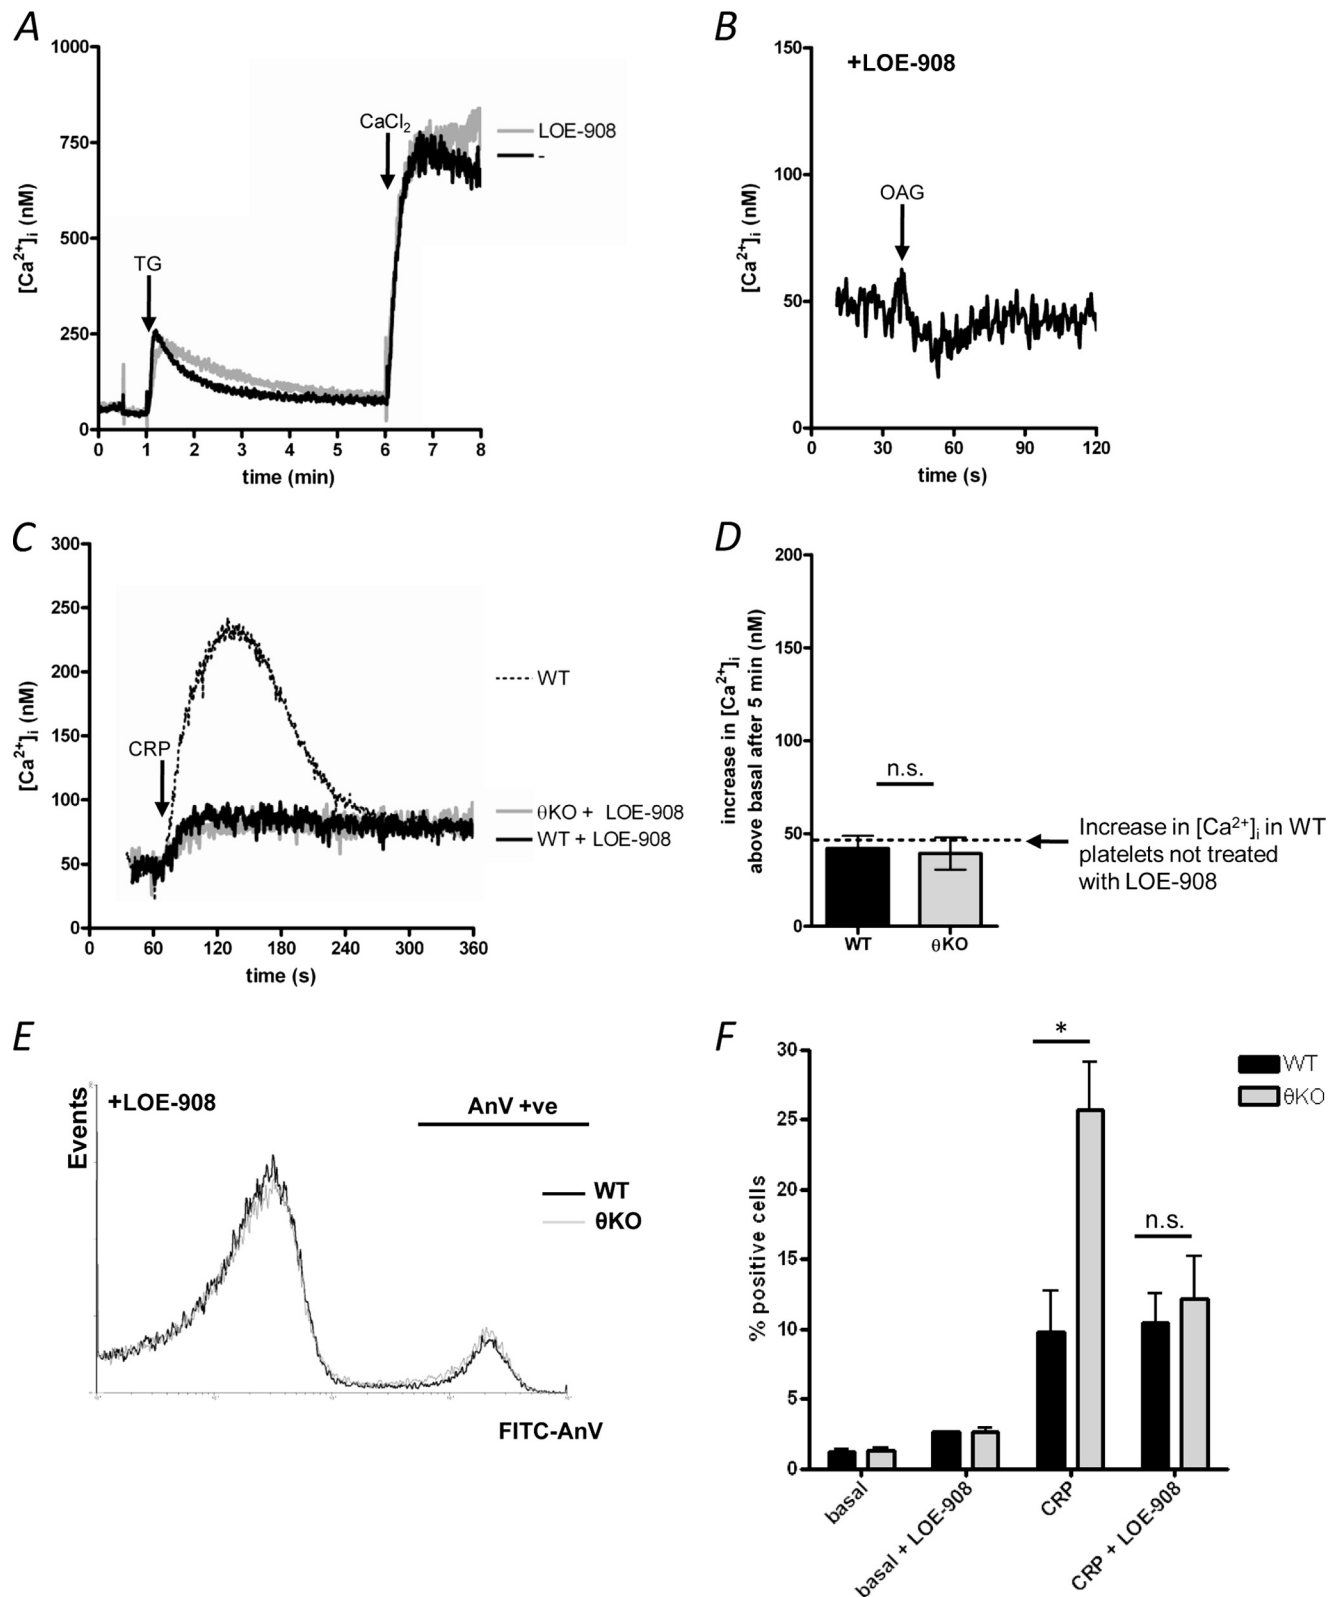 A
1000
750
500
250
0
[Ca²⁺]ᵢ (nM)
TG
CaCl₂
LOE-908
-
0 1 2 3 4 5 6 7 8
time (min)
B
+LOE-908
150
100
50
0
[Ca²⁺]ᵢ (nM)
OAG
0 30 60 90 120
time (s)
C
300
250
200
150
100
50
0
[Ca²⁺]ᵢ (nM)
CRP
WT
θKO + LOE-908
WT + LOE-908
0 60 120 180 240 300 360
time (s)
D
200
150
100
50
0
increase in [Ca²⁺]ᵢ
above basal after 5 min (nM)
n.s.
Increase in [Ca²⁺]ᵢ in WT
platelets not treated
with LOE-908
WT θKO
E
+LOE-908
AnV +ve
Events
WT
θKO
FITC-AnV
F
30
25
20
15
10
5
0
% positive cells
*
n.s.
WT
θKO
basal
basal + LOE-908
CRP
CRP + LOE-908